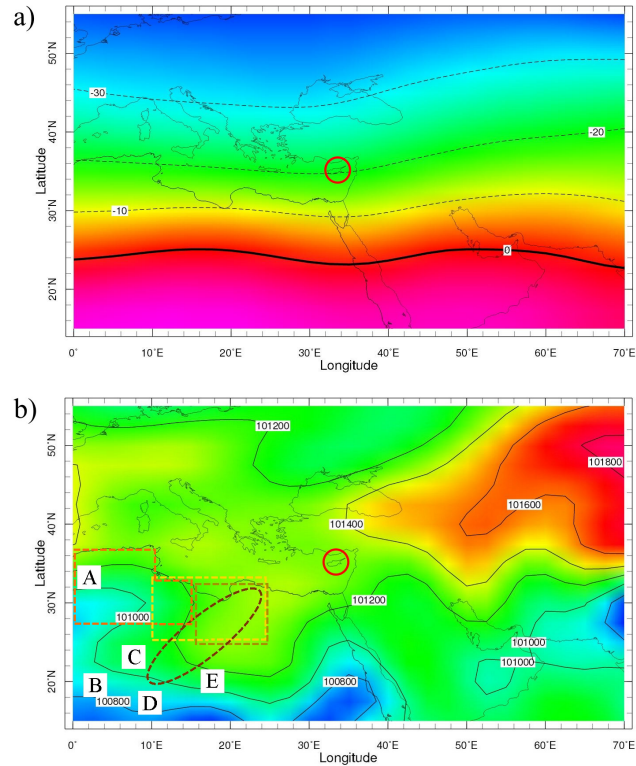 a)
50°N
-30
40°N
-20
Latitude
30°N
-10
0
20°N
0°
10°E
20°E
30°E
40°E
50°E
60°E
70°E
Longitude
b)
101200
50°N
101800
101600
40°N
101400
Latitude
A
30°N
101000
101200
C
101000
101000
B
E
20°N
100800
D
100800
0°
10°E
20°E
30°E
40°E
50°E
60°E
70°E
Longitude